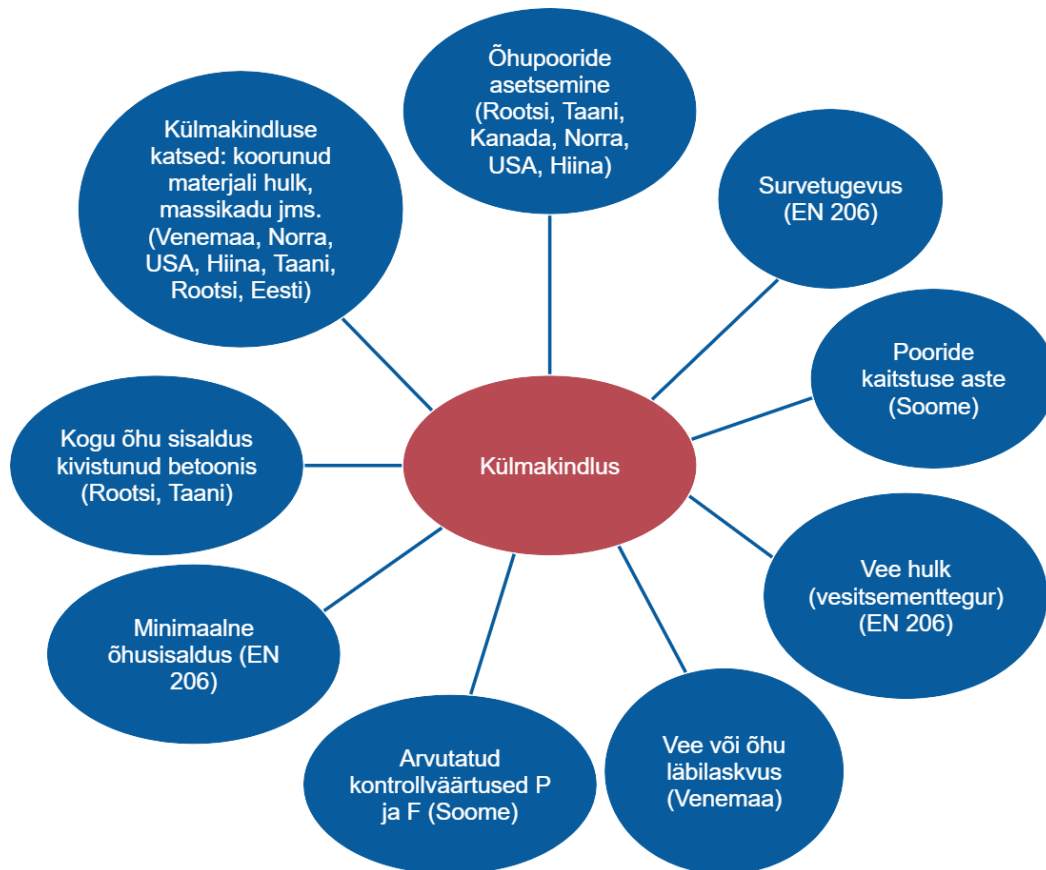 Õhupooride
asetsemine
(Rootsi, Taani,
Kanada, Norra,
USA, Hiina)
Külmakindluse
katsed: koorunud
materjali hulk,
massikadu jms.
(Venemaa, Norra,
USA, Hiina, Taani,
Rootsi, Eesti)
Survetugevus
(EN 206)
Pooride
kaitstuse aste
(Soome)
Kogu õhu sisaldus
kivistunud betoonis
(Rootsi, Taani)
Külmakindlus
Vee hulk
(vesitsementtegur)
(EN 206)
Minimaalne
õhusisaldus (EN
206)
Arvutatud
kontrollväärtused P
ja F (Soome)
Vee või õhu
läbilaskvus
(Venemaa)